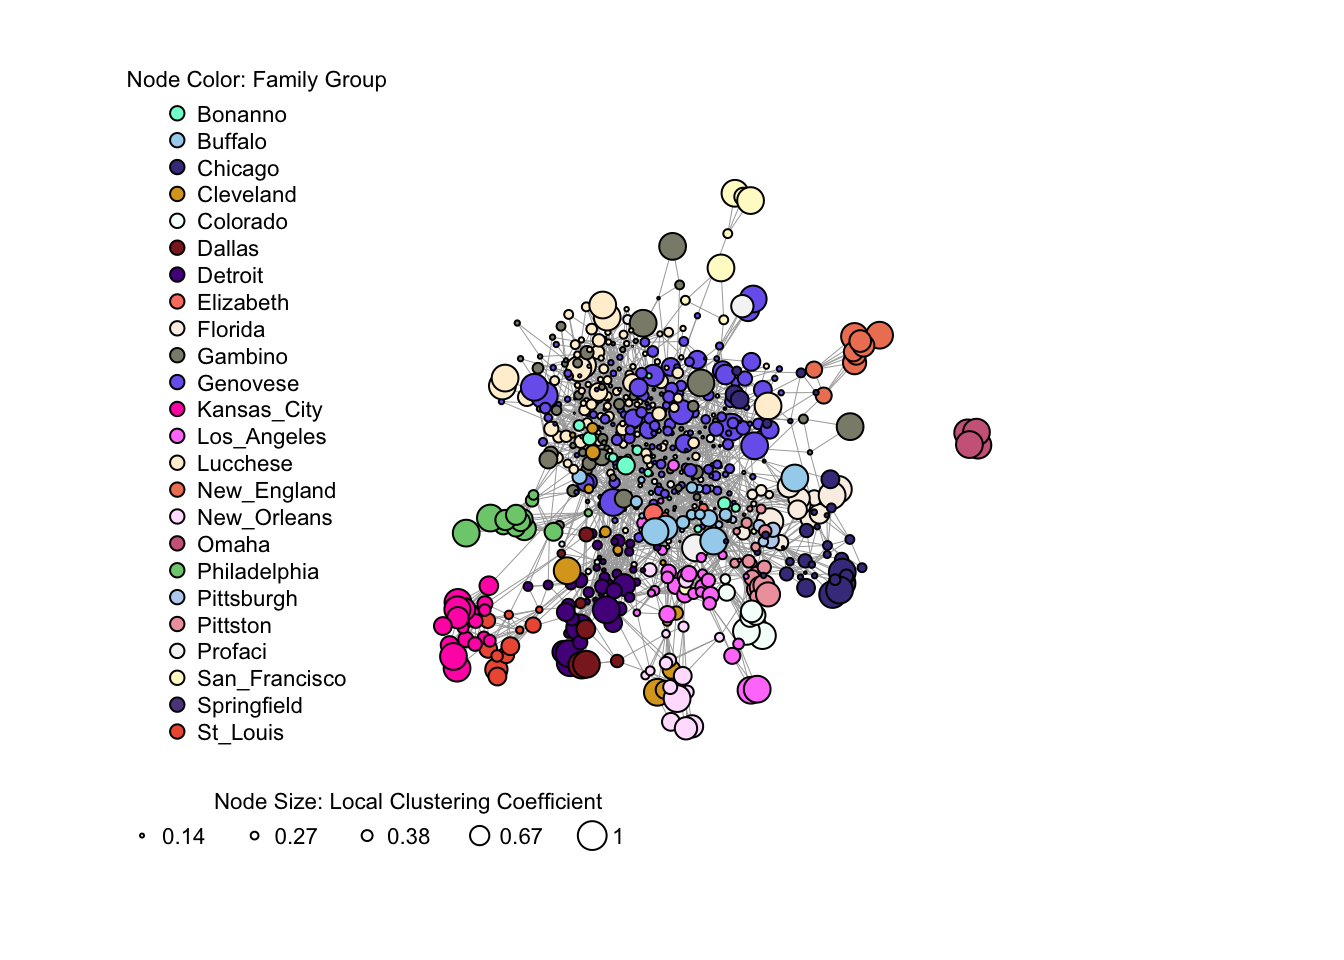 Node Color: Family Group
Bonanno
Buffalo
Chicago
Cleveland
Colorado
Dallas
Detroit
Elizabeth
Florida
Gambino
Genovese
Kansas_City
Los_Angeles
Lucchese
New_England
New_Orleans
Omaha
Philadelphia
Pittsburgh
Pittston
Profaci
San_Francisco
Springfield
St_Louis
Node Size: Local Clustering Coefficient
0.14 0.27 0.38 0.67 1